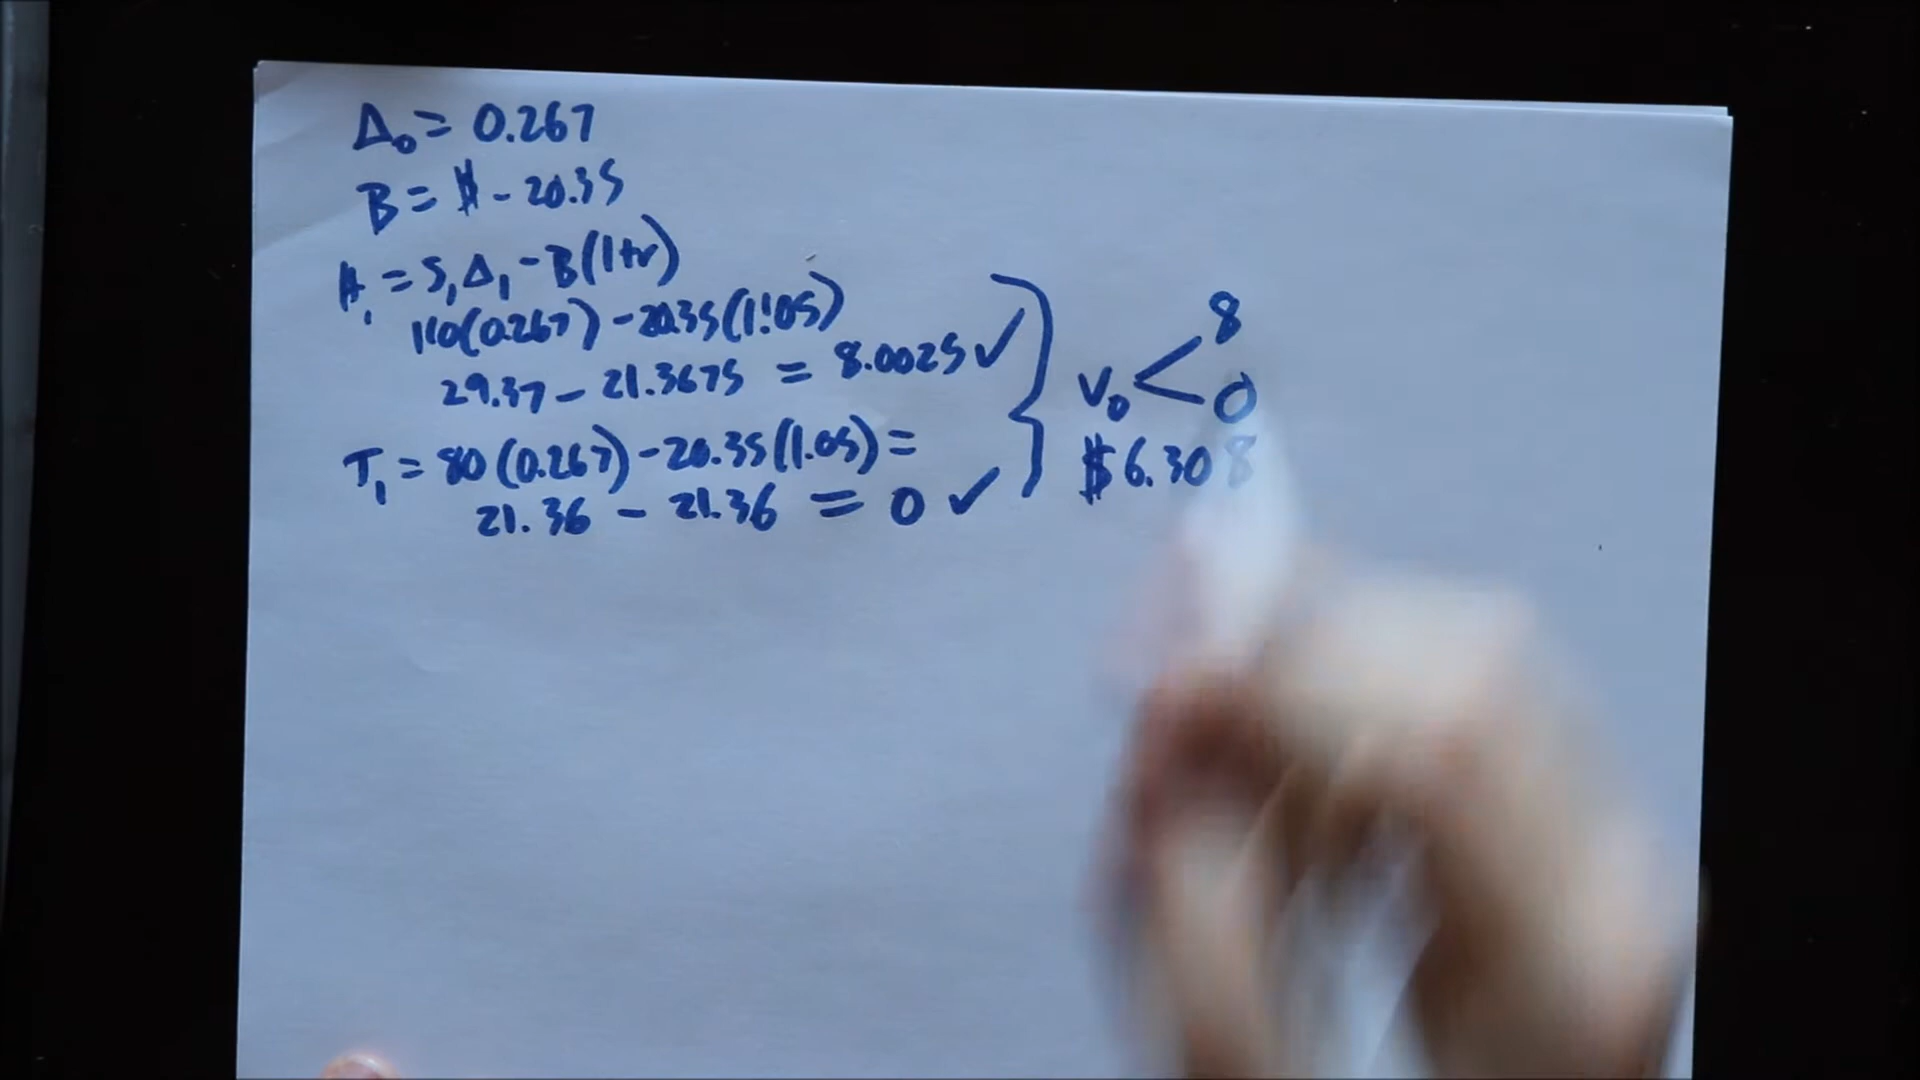 Δ₀ = 0.267
B = $ - 20.35
H₁ = S₁Δ₁ - B(1+r)
110(0.267) - 20.35(1.05)
29.37 - 21.3675 = 8.0025 ✓
T₁ = 80(0.267) - 20.35(1.05) =
21.36 - 21.36 = 0 ✓
8
V₀ <
0
$6.308